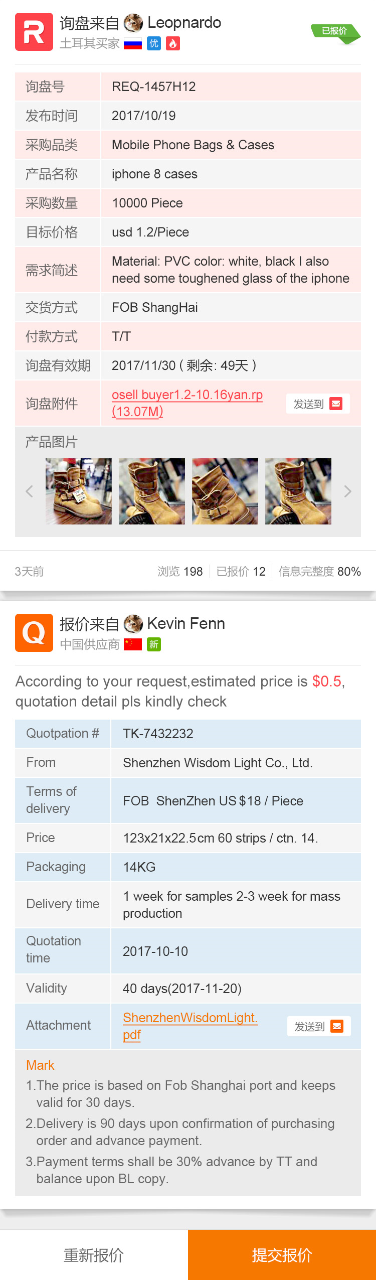 R 询盘来自 Leopnardo
土耳其买家 优
已报价
询盘号 REQ-1457H12
发布时间 2017/10/19
采购品类 Mobile Phone Bags & Cases
产品名称 iphone 8 cases
采购数量 10000 Piece
目标价格 usd 1.2/Piece
需求简述 Material: PVC color: white, black I also
need some toughened glass of the iphone
交货方式 FOB ShangHai
付款方式 T/T
询盘有效期 2017/11/30 ( 剩余: 49天 )
询盘附件 osell buyer1.2-10.16yan.rp
(13.07M) 发送到
产品图片
3天前 浏览 198 已报价 12 信息完整度 80%
Q 报价来自 Kevin Fenn
中国供应商 新
According to your request,estimated price is $0.5,
quotation detail pls kindly check
Quotpation # TK-7432232
From Shenzhen Wisdom Light Co., Ltd.
Terms of
delivery FOB ShenZhen US $18 / Piece
Price 123x21x22.5cm 60 strips / ctn. 14.
Packaging 14KG
Delivery time 1 week for samples 2-3 week for mass
production
Quotation
time 2017-10-10
Validity 40 days(2017-11-20)
Attachment ShenzhenWisdomLight.
pdf 发送到
Mark
1.The price is based on Fob Shanghai port and keeps
valid for 30 days.
2.Delivery is 90 days upon confirmation of purchasing
order and advance payment.
3.Payment terms shall be 30% advance by TT and
balance upon BL copy.
重新报价 提交报价